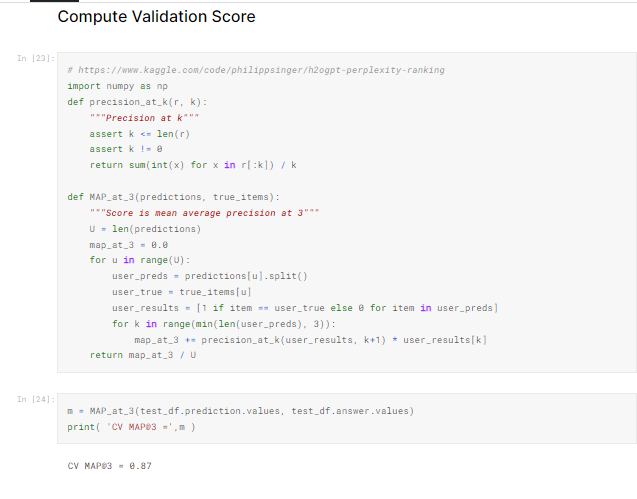 Compute Validation Score
In [23]:
# https://www.kaggle.com/code/philippsinger/h2ogpt-perplexity-ranking
import numpy as np
def precision_at_k(r, k):
    """Precision at k"""
    assert k <= len(r)
    assert k != 0
    return sum(int(x) for x in r[:k]) / k
def MAP_at_3(predictions, true_items):
    """Score is mean average precision at 3"""
    U = len(predictions)
    map_at_3 = 0.0
    for u in range(U):
        user_preds = predictions[u].split()
        user_true = true_items[u]
        user_results = [1 if item == user_true else 0 for item in user_preds]
        for k in range(min(len(user_preds), 3)):
            map_at_3 += precision_at_k(user_results, k+1) * user_results[k]
    return map_at_3 / U
In [24]:
m = MAP_at_3(test_df.prediction.values, test_df.answer.values)
print( 'CV MAP@3 =',m )
CV MAP@3 = 0.87